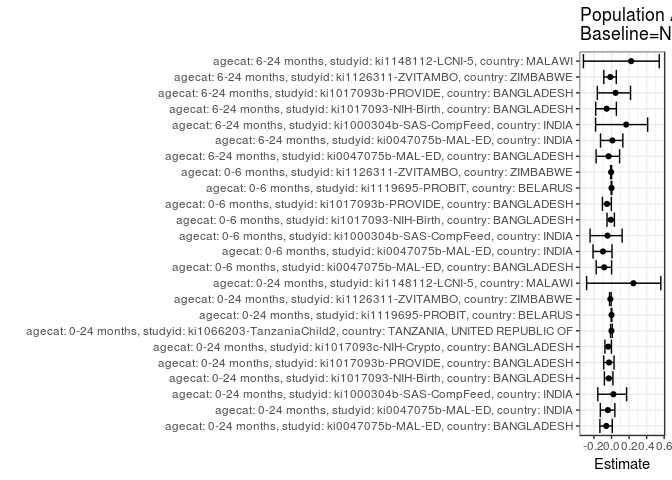 Population
Baseline=N
agecat: 6-24 months, studyid: ki1148112-LCNI-5, country: MALAWI
agecat: 6-24 months, studyid: ki1126311-ZVITAMBO, country: ZIMBABWE
agecat: 6-24 months, studyid: ki1017093b-PROVIDE, country: BANGLADESH
agecat: 6-24 months, studyid: ki1017093-NIH-Birth, country: BANGLADESH
agecat: 6-24 months, studyid: ki1000304b-SAS-CompFeed, country: INDIA
agecat: 6-24 months, studyid: ki0047075b-MAL-ED, country: INDIA
agecat: 6-24 months, studyid: ki0047075b-MAL-ED, country: BANGLADESH
agecat: 0-6 months, studyid: ki1126311-ZVITAMBO, country: ZIMBABWE
agecat: 0-6 months, studyid: ki1119695-PROBIT, country: BELARUS
agecat: 0-6 months, studyid: ki1017093b-PROVIDE, country: BANGLADESH
agecat: 0-6 months, studyid: ki1017093-NIH-Birth, country: BANGLADESH
agecat: 0-6 months, studyid: ki1000304b-SAS-CompFeed, country: INDIA
agecat: 0-6 months, studyid: ki0047075b-MAL-ED, country: INDIA
agecat: 0-6 months, studyid: ki0047075b-MAL-ED, country: BANGLADESH
agecat: 0-24 months, studyid: ki1148112-LCNI-5, country: MALAWI
agecat: 0-24 months, studyid: ki1126311-ZVITAMBO, country: ZIMBABWE
agecat: 0-24 months, studyid: ki1119695-PROBIT, country: BELARUS
agecat: 0-24 months, studyid: ki1066203-TanzaniaChild2, country: TANZANIA, UNITED REPUBLIC OF
agecat: 0-24 months, studyid: ki1017093c-NIH-Crypto, country: BANGLADESH
agecat: 0-24 months, studyid: ki1017093b-PROVIDE, country: BANGLADESH
agecat: 0-24 months, studyid: ki1017093-NIH-Birth, country: BANGLADESH
agecat: 0-24 months, studyid: ki1000304b-SAS-CompFeed, country: INDIA
agecat: 0-24 months, studyid: ki0047075b-MAL-ED, country: INDIA
agecat: 0-24 months, studyid: ki0047075b-MAL-ED, country: BANGLADESH
-0.2 0.0 0.2 0.4 0.6
Estimate